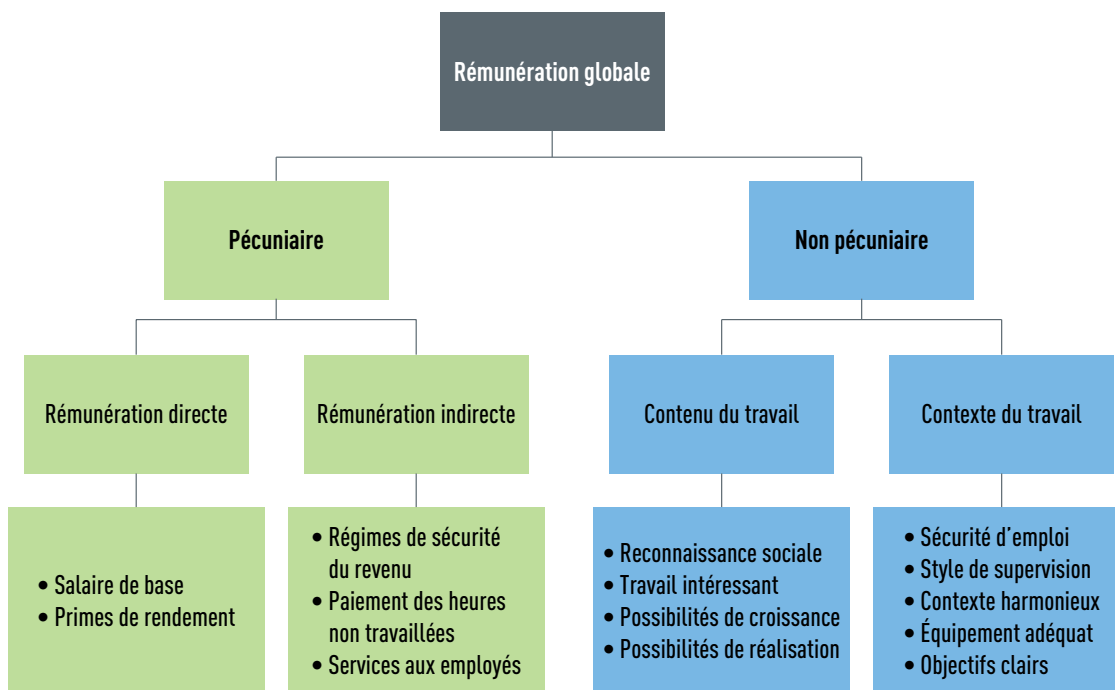 Rémunération globale
Pécuniaire
Non pécuniaire
Rémunération directe
Rémunération indirecte
Contenu du travail
Contexte du travail
• Salaire de base
• Primes de rendement
• Régimes de sécurité
du revenu
• Paiement des heures
non travaillées
• Services aux employés
• Reconnaissance sociale
• Travail intéressant
• Possibilités de croissance
• Possibilités de réalisation
• Sécurité d’emploi
• Style de supervision
• Contexte harmonieux
• Équipement adéquat
• Objectifs clairs